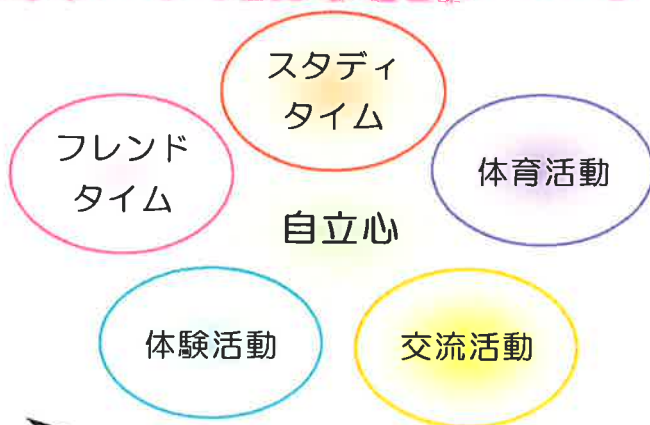 スタディ
タイム
フレンド
タイム
体育活動
自立心
体験活動
交流活動